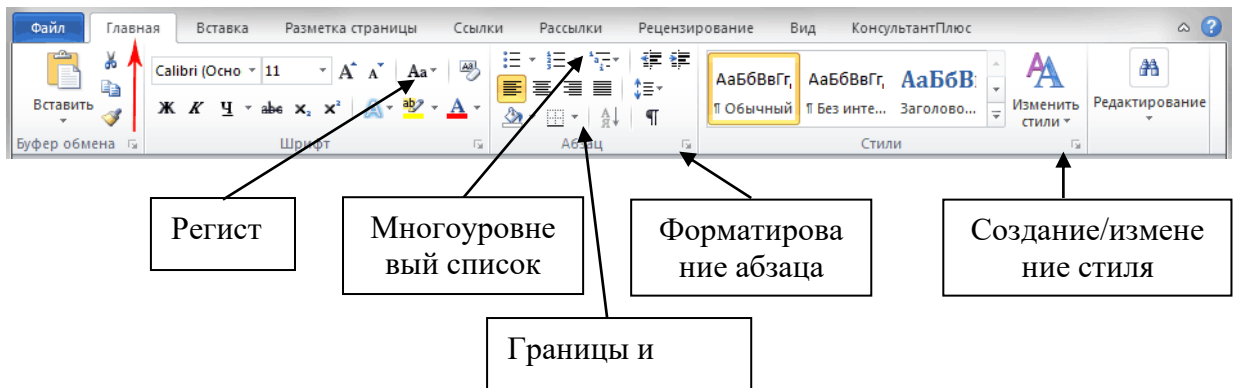 Файл Главная Вставка Разметка страницы Ссылки Рассылки Рецензирование Вид КонсультантПлюс
Calibri (Осно 11 Aa
Вставить
Ж К Ч abc x₂ x² ab A
АаБбВвГг, АаБбВвГг, АаБбВ
¶ Обычный ¶ Без инте... Заголово...
Изменить стили
Редактирование
Буфер обмена Шрифт Абзац Стили
Регист
Многоуровне
вый список
Форматирова
ние абзаца
Создание/измене
ние стиля
Границы и